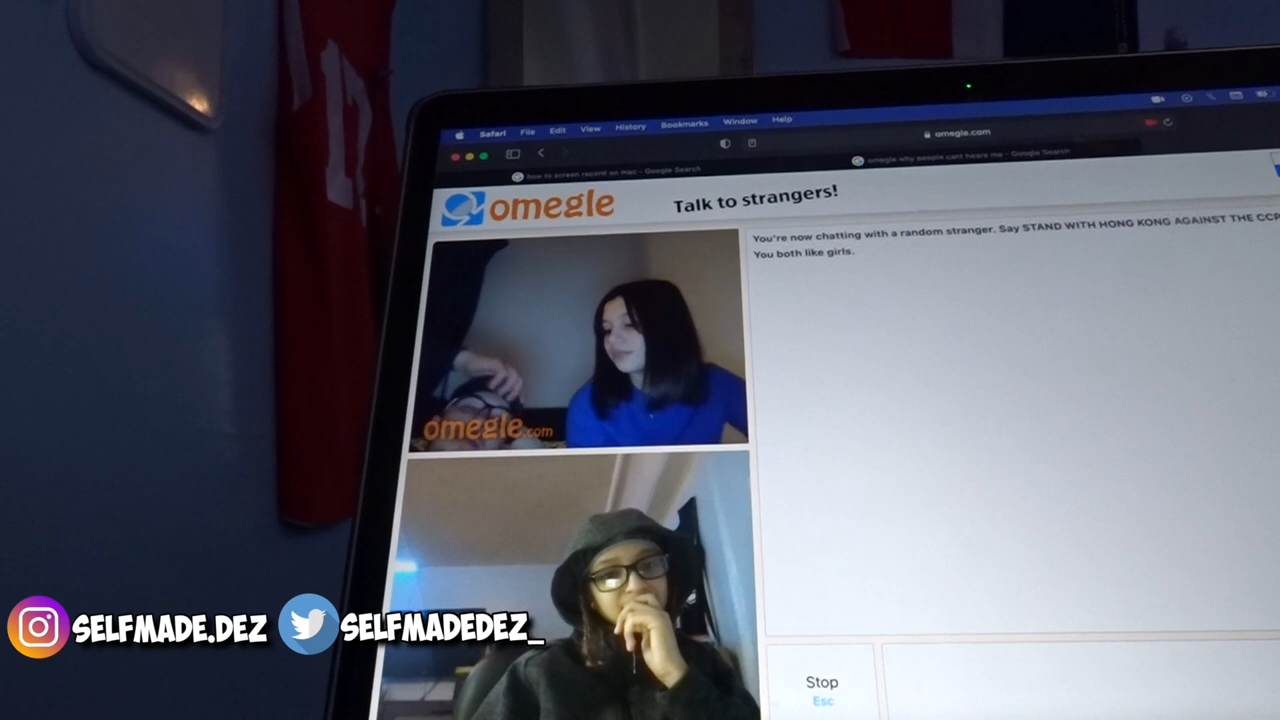 17
Safari File Edit View History Bookmarks Window Help
omegle.com
how to screen record on mac - Google Search
omegle why people cant heare me - Google Search
omegle
Talk to strangers!
You're now chatting with a random stranger. Say STAND WITH HONG KONG AGAINST THE CCP
You both like girls.
omegle.com
SELFMADE.DEZ
SELFMADEDEZ_
Stop
Esc